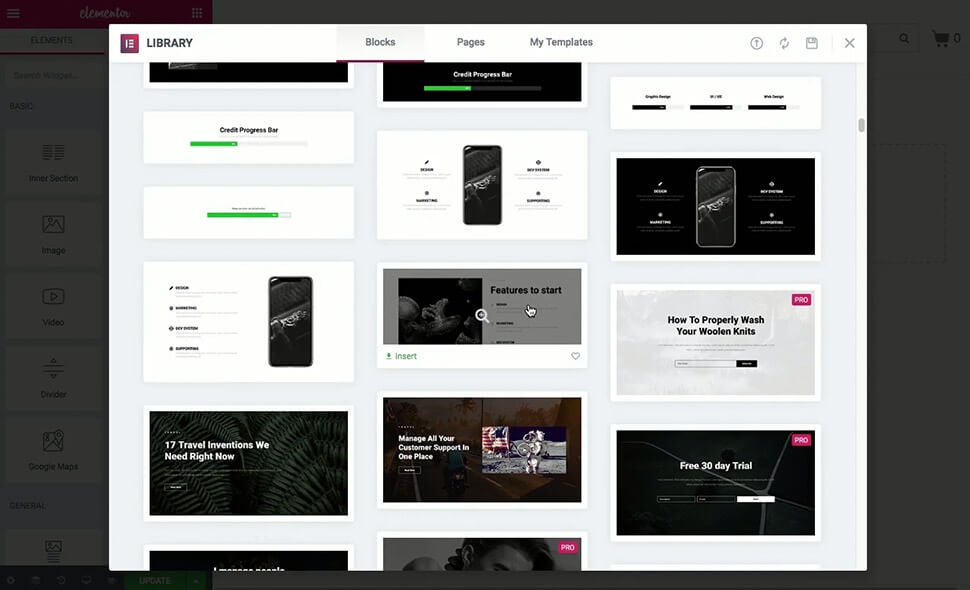 elementor
ELEMENTS
Search Widget...
BASIC
Inner Section
Image
Video
Divider
Google Maps
GENERAL
UPDATE
LIBRARY
Blocks
Pages
My Templates
0
Credit Progress Bar
DESIGN
MARKETING
DEV SYSTEM
SUPPORTING
17 Travel Inventions We
Need Right Now
I manage people
Credit Progress Bar
DESIGN
DEV SYSTEM
MARKETING
SUPPORTING
Features to start
DESIGN
MARKETING
DEV SYSTEM
Insert
Manage All Your
Customer Support In
One Place
PRO
Graphic Design
UI / UX
Web Design
DESIGN
DEV SYSTEM
MARKETING
SUPPORTING
PRO
How To Properly Wash
Your Woolen Knits
PRO
Free 30 day Trial